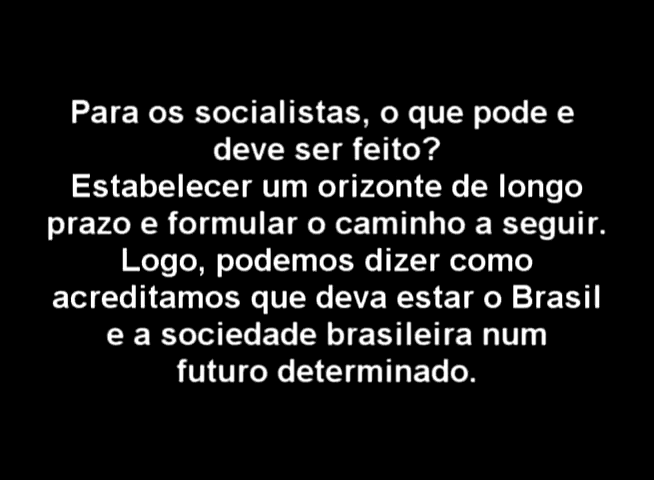 Para os socialistas, o que pode e
deve ser feito?
Estabelecer um orizonte de longo
prazo e formular o caminho a seguir.
Logo, podemos dizer como
acreditamos que deva estar o Brasil
e a sociedade brasileira num
futuro determinado.